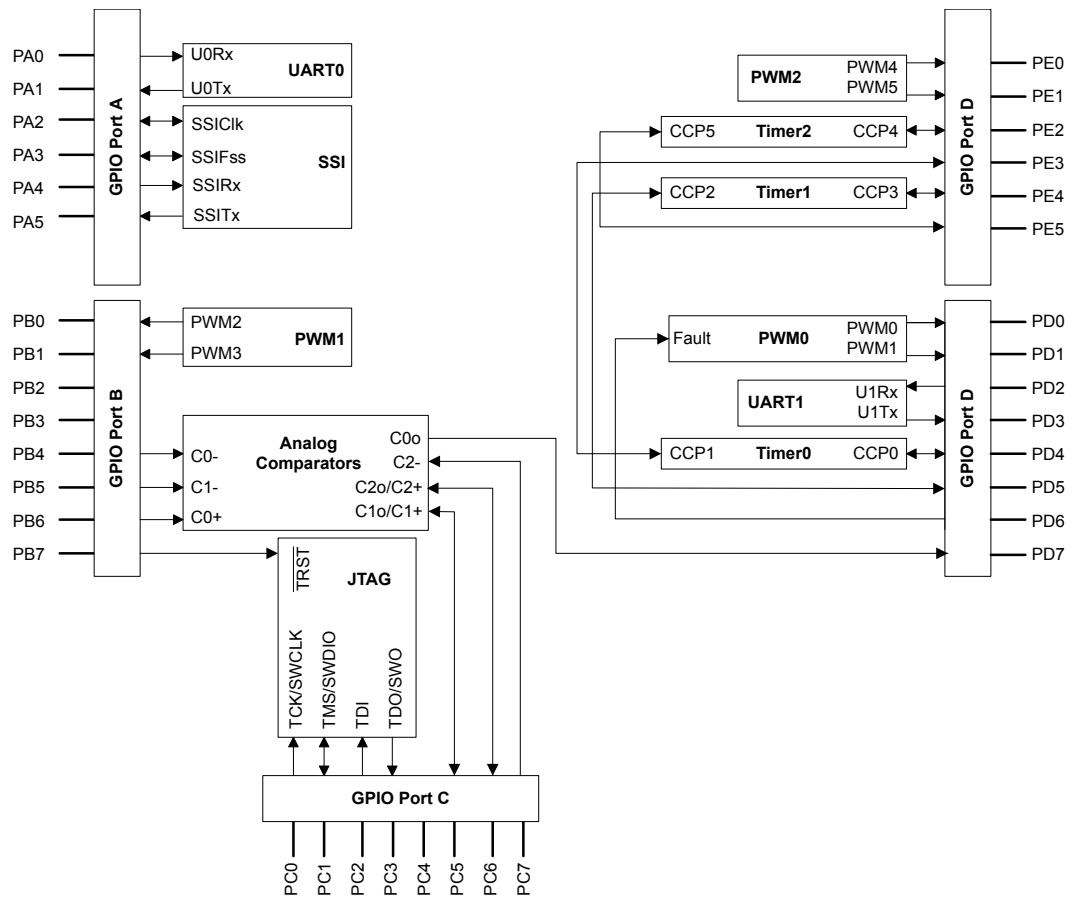 PA0
PA1
PA2
PA3
PA4
PA5
GPIO Port A
U0Rx
U0Tx
UART0
SSIClk
SSIFss
SSIRx
SSITx
SSI
PB0
PB1
PB2
PB3
PB4
PB5
PB6
PB7
GPIO Port B
PWM2
PWM3
PWM1
Analog
Comparators
C0-
C1-
C0+
C0o
C2-
C2o/C2+
C1o/C1+
TRST
JTAG
TCK/SWCLK
TMS/SWDIO
TDI
TDO/SWO
GPIO Port C
PC0
PC1
PC2
PC3
PC4
PC5
PC6
PC7
PWM2
PWM4
PWM5
CCP5
Timer2
CCP4
CCP2
Timer1
CCP3
GPIO Port D
PE0
PE1
PE2
PE3
PE4
PE5
Fault
PWM0
PWM0
PWM1
UART1
U1Rx
U1Tx
CCP1
Timer0
CCP0
GPIO Port D
PD0
PD1
PD2
PD3
PD4
PD5
PD6
PD7